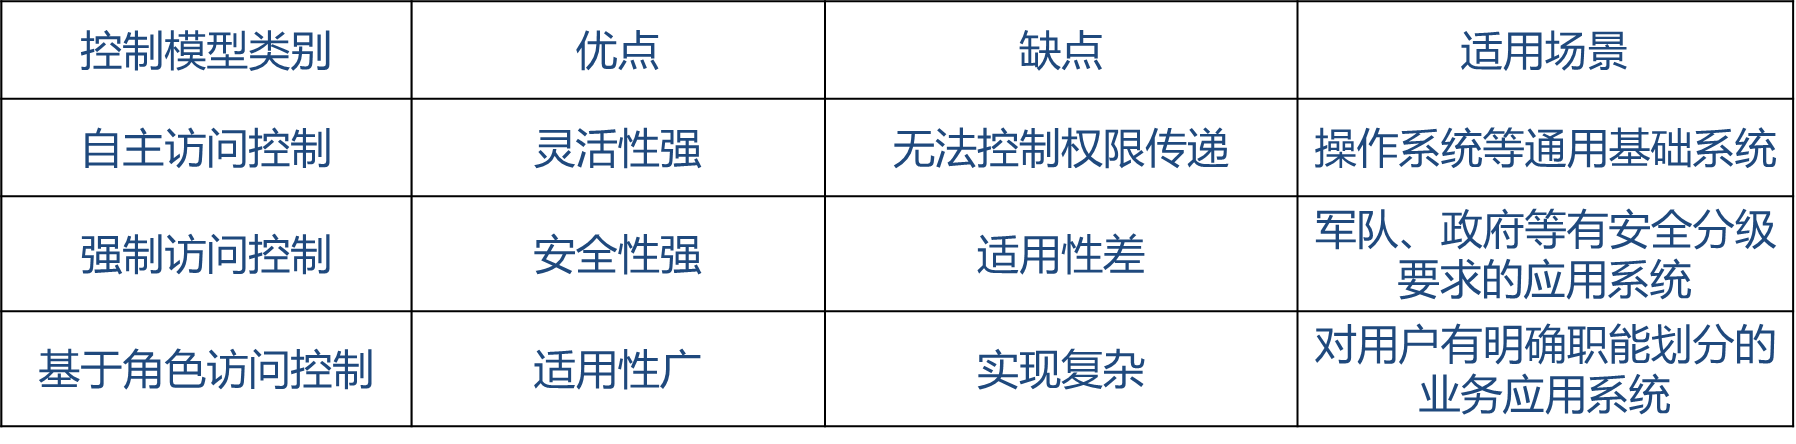 控制模型类别 优点 缺点 适用场景
自主访问控制 灵活性强 无法控制权限传递 操作系统等通用基础系统
强制访问控制 安全性强 适用性差 军队、政府等有安全分级
要求的应用系统
基于角色访问控制 适用性广 实现复杂 对用户有明确职能划分的
业务应用系统